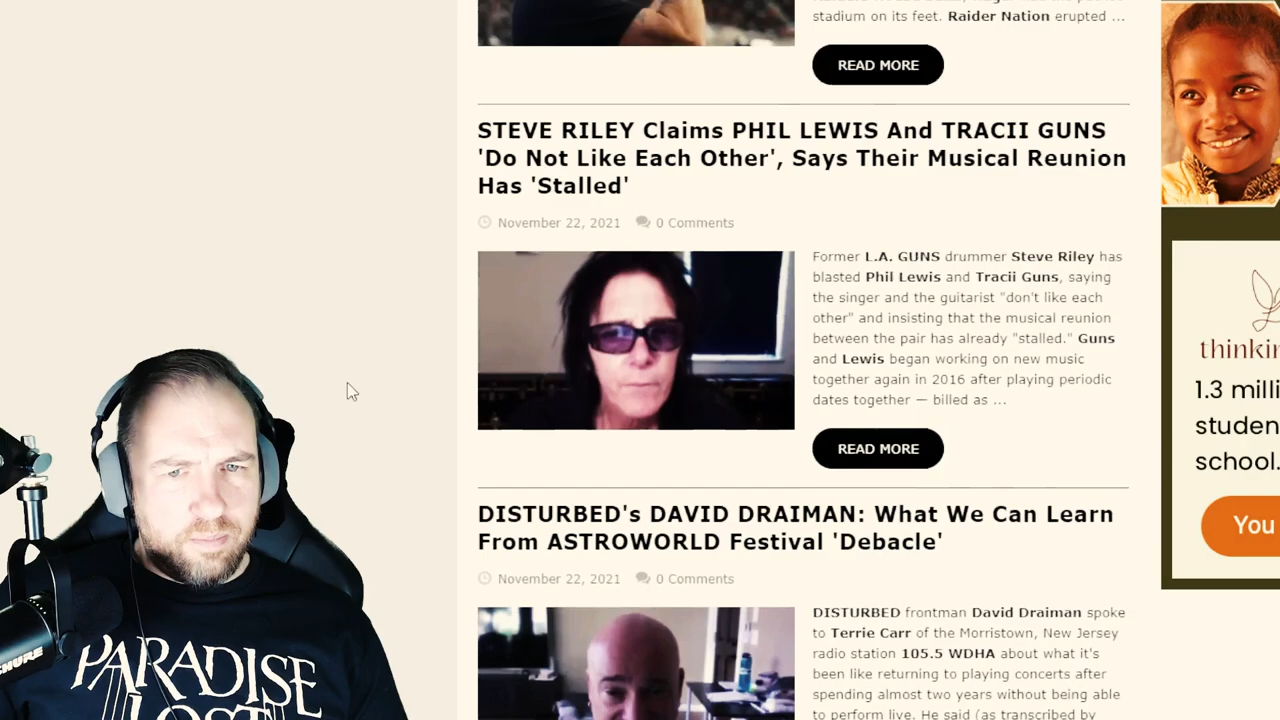 stadium on its feet. Raider Nation erupted ...
READ MORE
STEVE RILEY Claims PHIL LEWIS And TRACII GUNS
'Do Not Like Each Other', Says Their Musical Reunion
Has 'Stalled'
November 22, 2021 0 Comments
Former L.A. GUNS drummer Steve Riley has
blasted Phil Lewis and Tracii Guns, saying
the singer and the guitarist "don't like each
other" and insisting that the musical reunion
between the pair has already "stalled." Guns
and Lewis began working on new music
together again in 2016 after playing periodic
dates together — billed as ...
READ MORE
DISTURBED's DAVID DRAIMAN: What We Can Learn
From ASTROWORLD Festival 'Debacle'
November 22, 2021 0 Comments
DISTURBED frontman David Draiman spoke
to Terrie Carr of the Morristown, New Jersey
radio station 105.5 WDHA about what it's
been like returning to playing concerts after
spending almost two years without being able
to perform live. He said (as transcribed by
thinkin
1.3 milli
studen
school.
You
PARADISE
LOST
SHURE